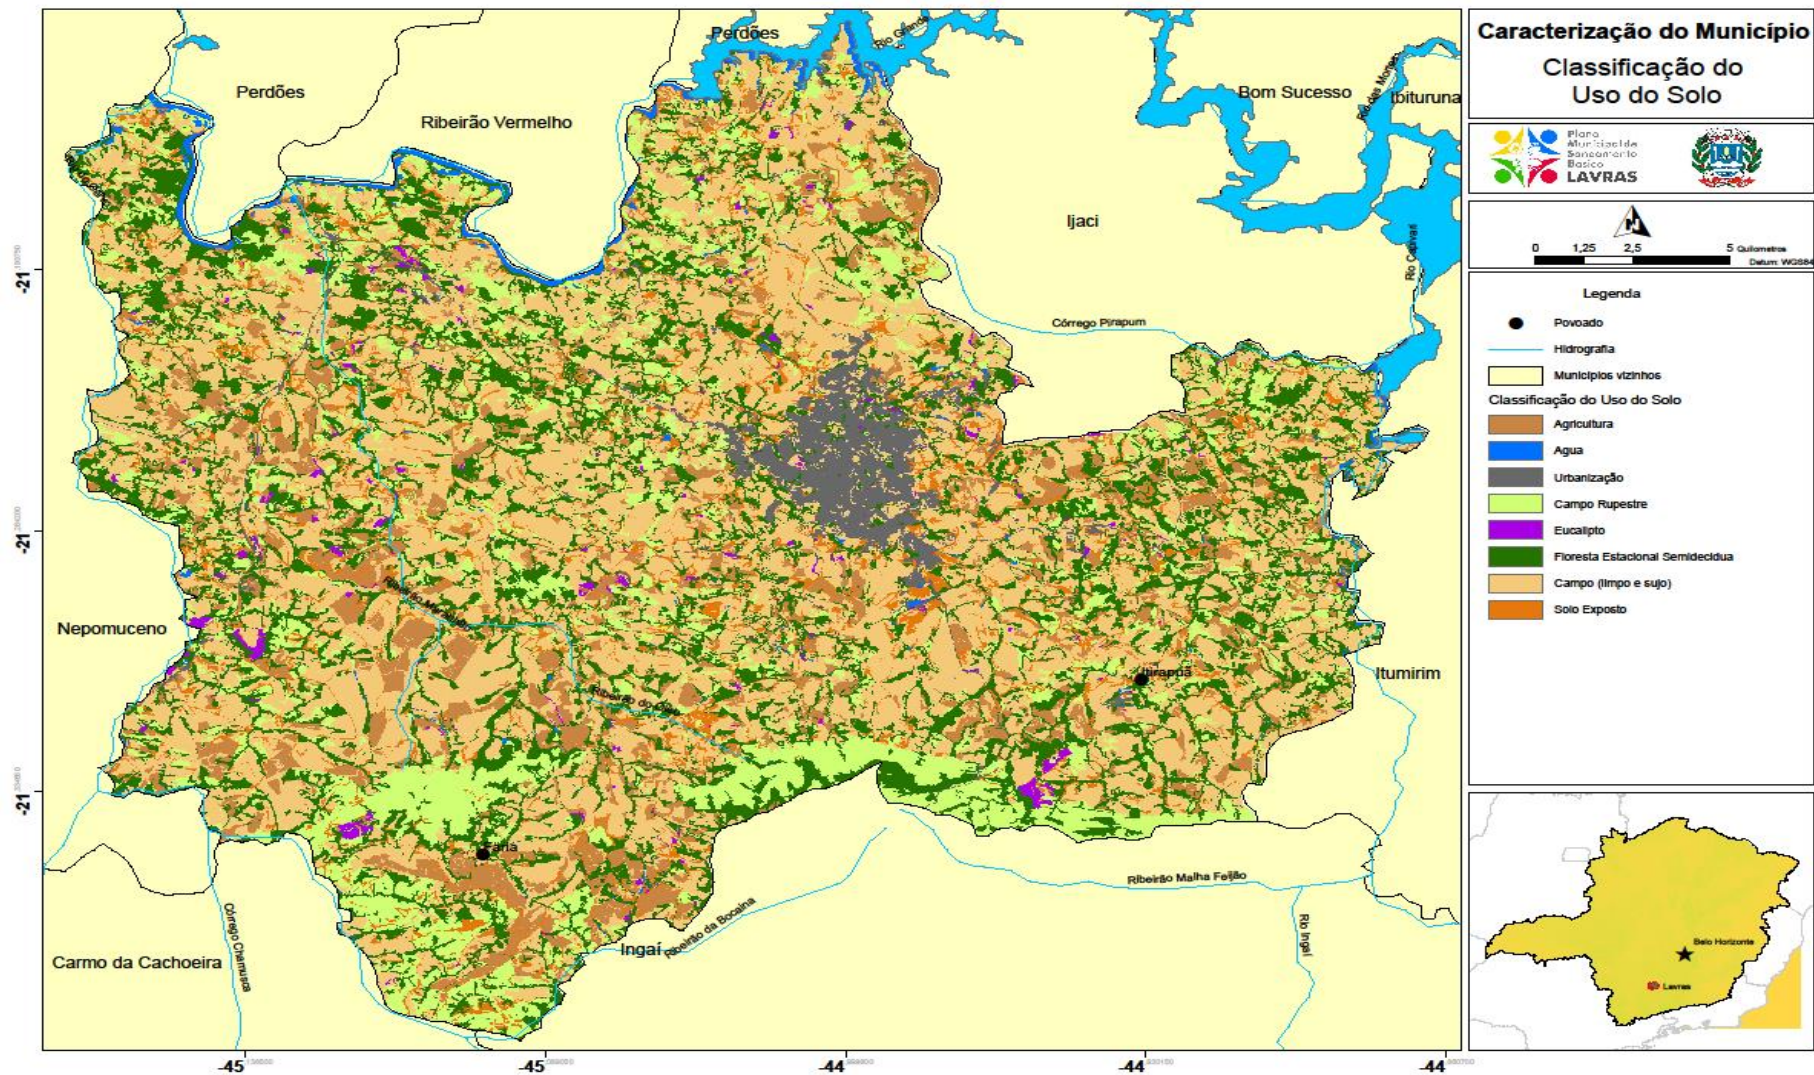 Caracterização do Município
Classificação do
Uso do Solo
Plano
Municipal de
Saneamento
Básico
LAVRAS
N
0 1,25 2,5 5 Quilometros
Datum: WGS84
Legenda
Povoado
Hidrografia
Municípios vizinhos
Classificação do Uso do Solo
Agricultura
Agua
Urbanização
Campo Rupestre
Eucalipto
Floresta Estacional Semidecidua
Campo (limpo e sujo)
Solo Exposto
Belo Horizonte
Lavras
Perdões
Rio Grande
Perdões
Ribeirão Vermelho
Bom Sucesso
Rio das Mortes
Ibituruna
Ijaci
Rio Capivari
Córrego Pirapum
Nepomuceno
Itirapuã
Itumirim
Faria
Ribeirão Malha Feijão
Ribeirão da Bocaina
Ingaí
Rio Ingaí
Carmo da Cachoeira
Córrego Chamusca
-21
-21
-21
-45
-45
-44
-44
-44